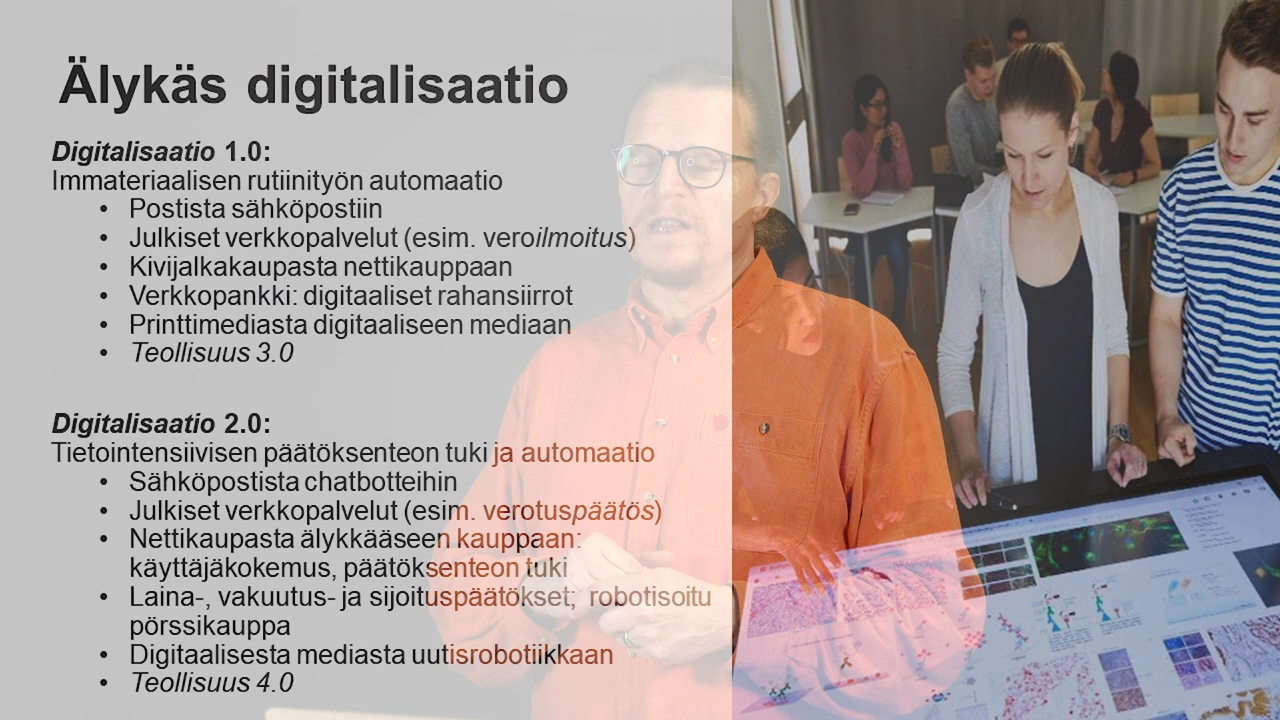 Älykäs digitalisaatio
Digitalisaatio 1.0:
Immateriaalisen rutiinityön automaatio
• Postista sähköpostiin
• Julkiset verkkopalvelut (esim. veroilmoitus)
• Kivijalkakaupasta nettikauppaan
• Verkkopankki: digitaaliset rahansiirrot
• Printtimediasta digitaaliseen mediaan
• Teollisuus 3.0
Digitalisaatio 2.0:
Tietointensiivisen päätöksenteon tuki ja automaatio
• Sähköpostista chatbotteihin
• Julkiset verkkopalvelut (esim. verotuspäätös)
• Nettikaupasta älykkääseen kauppaan:
käyttäjäkokemus, päätöksenteon tuki
• Laina-, vakuutus- ja sijoituspäätökset; robotisoitu
pörssikauppa
• Digitaalisesta mediasta uutisrobotiikkaan
• Teollisuus 4.0